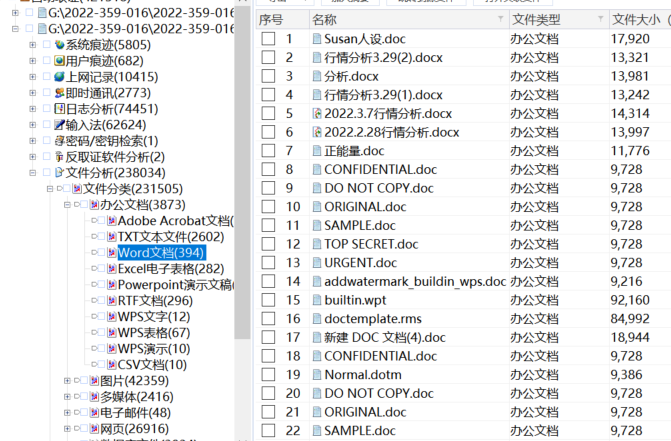 G:\2022-359-016\2022-359-016
G:\2022-359-016\2022-359-016
系统痕迹(5805)
用户痕迹(682)
上网记录(10415)
即时通讯(2773)
日志分析(74451)
输入法(62624)
密码/密钥检索(1)
反取证软件分析(2)
文件分析(238034)
文件分类(231505)
办公文档(3873)
Adobe Acrobat文档(
TXT文本文件(2602)
Word文档(394)
Excel电子表格(282)
Powerpoint演示文稿(
RTF文档(296)
WPS文字(12)
WPS表格(67)
WPS演示(10)
CSV文档(10)
图片(42359)
多媒体(2416)
电子邮件(48)
网页(26916)
序号 名称 文件类型 文件大小（
1 Susan人设.doc 办公文档 17,920
2 行情分析3.29(2).docx 办公文档 13,321
3 分析.docx 办公文档 13,981
4 行情分析3.29(1).docx 办公文档 13,242
5 2022.3.7行情分析.docx 办公文档 14,314
6 2022.2.28行情分析.docx 办公文档 13,997
7 正能量.doc 办公文档 11,776
8 CONFIDENTIAL.doc 办公文档 9,728
9 DO NOT COPY.doc 办公文档 9,728
10 ORIGINAL.doc 办公文档 9,728
11 SAMPLE.doc 办公文档 9,728
12 TOP SECRET.doc 办公文档 9,728
13 URGENT.doc 办公文档 9,728
14 addwatermark_buildin_wps.doc 办公文档 9,216
15 builtin.wpt 办公文档 92,160
16 doctemplate.rms 办公文档 84,992
17 新建 DOC 文档(4).doc 办公文档 18,944
18 CONFIDENTIAL.doc 办公文档 9,728
19 Normal.dotm 办公文档 9,386
20 DO NOT COPY.doc 办公文档 9,728
21 ORIGINAL.doc 办公文档 9,728
22 SAMPLE.doc 办公文档 9,728